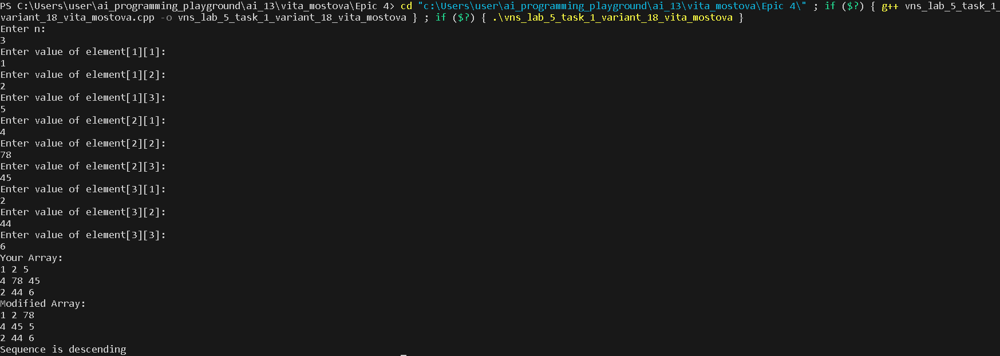 PS C:\Users\user\ai_programming_playground\ai_13\vita_mostova\Epic 4> cd "c:\Users\user\ai_programming_playground\ai_13\vita_mostova\Epic 4\" ; if ($?) { g++ vns_lab_5_task_1_
variant_18_vita_mostova.cpp -o vns_lab_5_task_1_variant_18_vita_mostova } ; if ($?) { .\vns_lab_5_task_1_variant_18_vita_mostova }
Enter n:
3
Enter value of element[1][1]:
1
Enter value of element[1][2]:
2
Enter value of element[1][3]:
5
Enter value of element[2][1]:
4
Enter value of element[2][2]:
78
Enter value of element[2][3]:
45
Enter value of element[3][1]:
2
Enter value of element[3][2]:
44
Enter value of element[3][3]:
6
Your Array:
1 2 5
4 78 45
2 44 6
Modified Array:
1 2 78
4 45 5
2 44 6
Sequence is descending